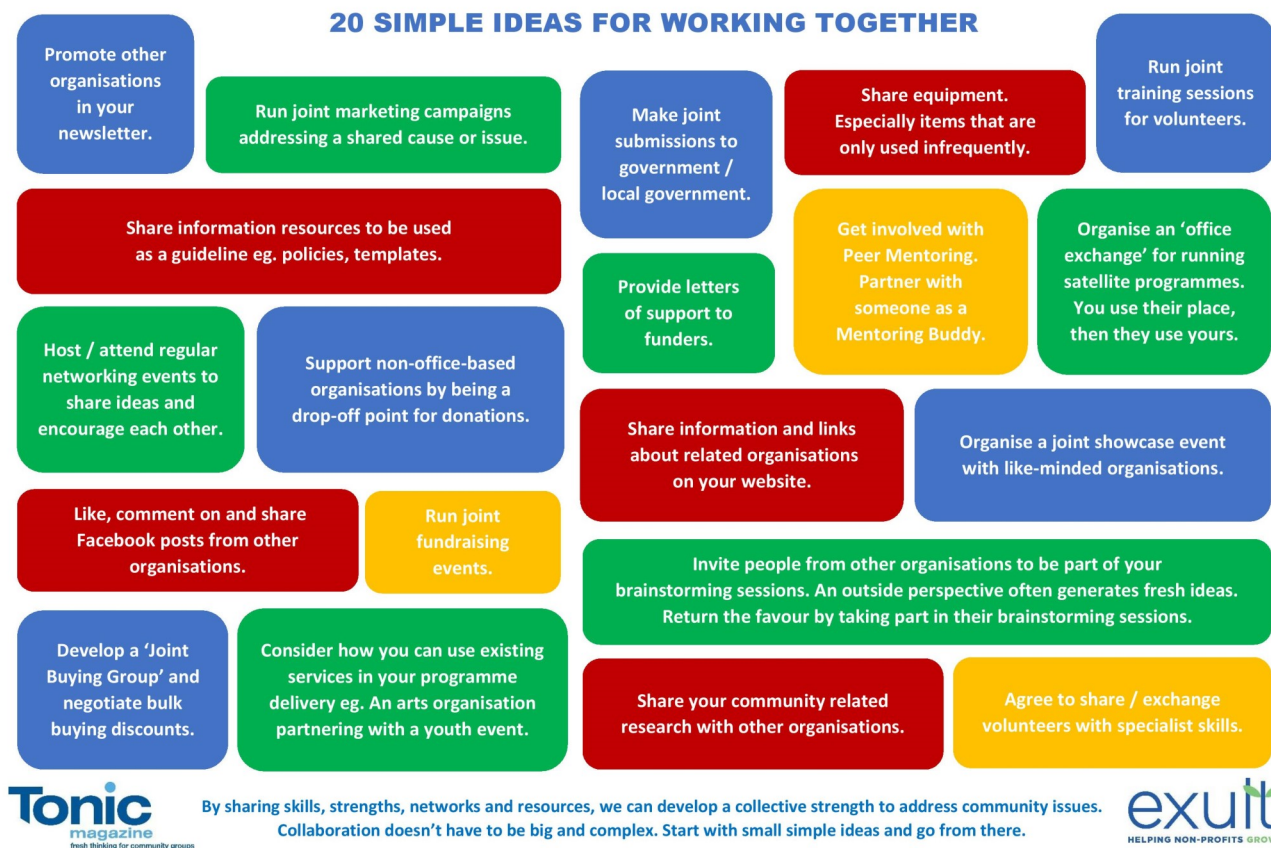 20 SIMPLE IDEAS FOR WORKING TOGETHER
Promote other
organisations
in your
newsletter.
Run joint marketing campaigns
addressing a shared cause or issue.
Make joint
submissions to
government /
local government.
Share equipment.
Especially items that are
only used infrequently.
Run joint
training sessions
for volunteers.
Share information resources to be used
as a guideline eg. policies, templates.
Provide letters
of support to
funders.
Get involved with
Peer Mentoring.
Partner with
someone as a
Mentoring Buddy.
Organise an ‘office
exchange’ for running
satellite programmes.
You use their place,
then they use yours.
Host / attend regular
networking events to
share ideas and
encourage each other.
Support non-office-based
organisations by being a
drop-off point for donations.
Share information and links
about related organisations
on your website.
Organise a joint showcase event
with like-minded organisations.
Like, comment on and share
Facebook posts from other
organisations.
Run joint
fundraising
events.
Invite people from other organisations to be part of your
brainstorming sessions. An outside perspective often generates fresh ideas.
Return the favour by taking part in their brainstorming sessions.
Develop a ‘Joint
Buying Group’ and
negotiate bulk
buying discounts.
Consider how you can use existing
services in your programme
delivery eg. An arts organisation
partnering with a youth event.
Share your community related
research with other organisations.
Agree to share / exchange
volunteers with specialist skills.
Tonic
magazine
fresh thinking for community groups
By sharing skills, strengths, networks and resources, we can develop a collective strength to address community issues.
Collaboration doesn’t have to be big and complex. Start with small simple ideas and go from there.
exult
HELPING NON-PROFITS GROW